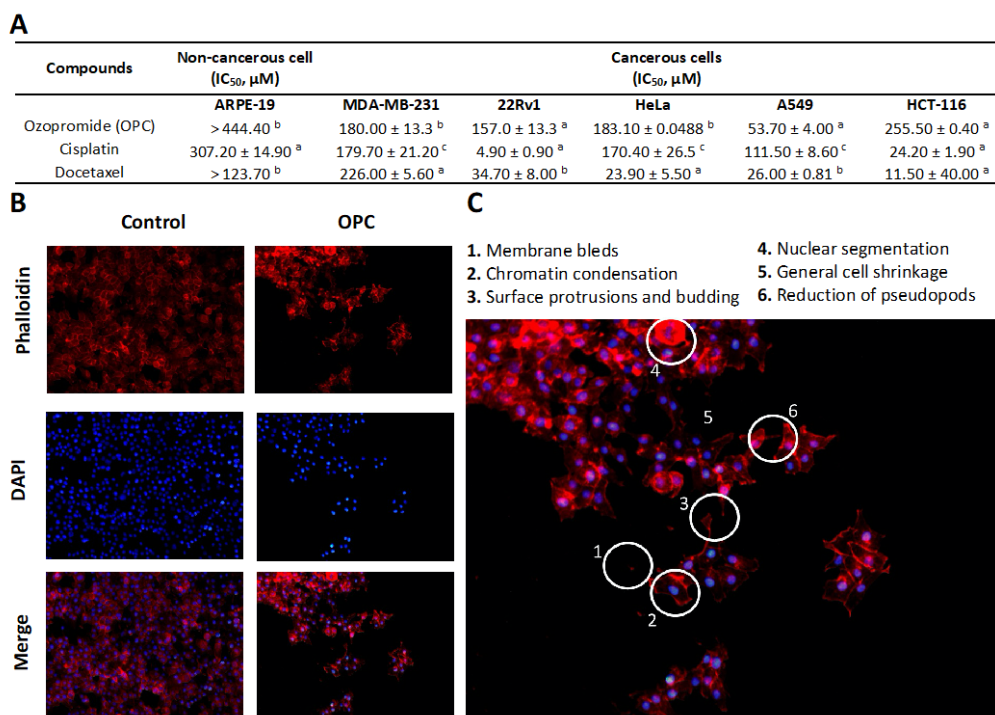 A
Compounds Non-cancerous cell (IC50, μM) Cancerous cells (IC50, μM)
ARPE-19 MDA-MB-231 22Rv1 HeLa A549 HCT-116
Ozopromide (OPC) > 444.40 b 180.00 ± 13.3 b 157.0 ± 13.3 a 183.10 ± 0.0488 b 53.70 ± 4.00 a 255.50 ± 0.40 a
Cisplatin 307.20 ± 14.90 a 179.70 ± 21.20 c 4.90 ± 0.90 a 170.40 ± 26.5 c 111.50 ± 8.60 c 24.20 ± 1.90 a
Docetaxel > 123.70 b 226.00 ± 5.60 a 34.70 ± 8.00 b 23.90 ± 5.50 a 26.00 ± 0.81 b 11.50 ± 40.00 a
B
Control OPC
Phalloidin
DAPI
Merge
C
1. Membrane bleds
2. Chromatin condensation
3. Surface protrusions and budding
4. Nuclear segmentation
5. General cell shrinkage
6. Reduction of pseudopods
4
5
6
3
1
2